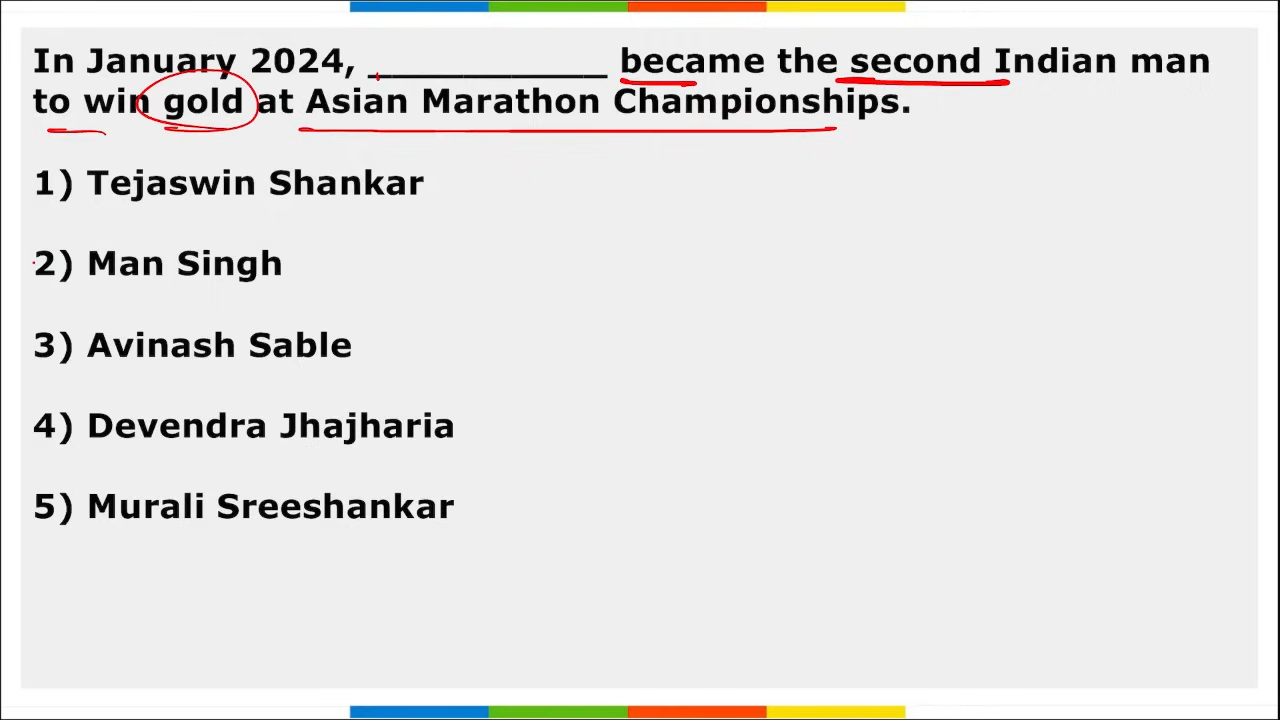 In January 2024, ______________ became the second Indian man
to win gold at Asian Marathon Championships.
1) Tejaswin Shankar
2) Man Singh
3) Avinash Sable
4) Devendra Jhajharia
5) Murali Sreeshankar